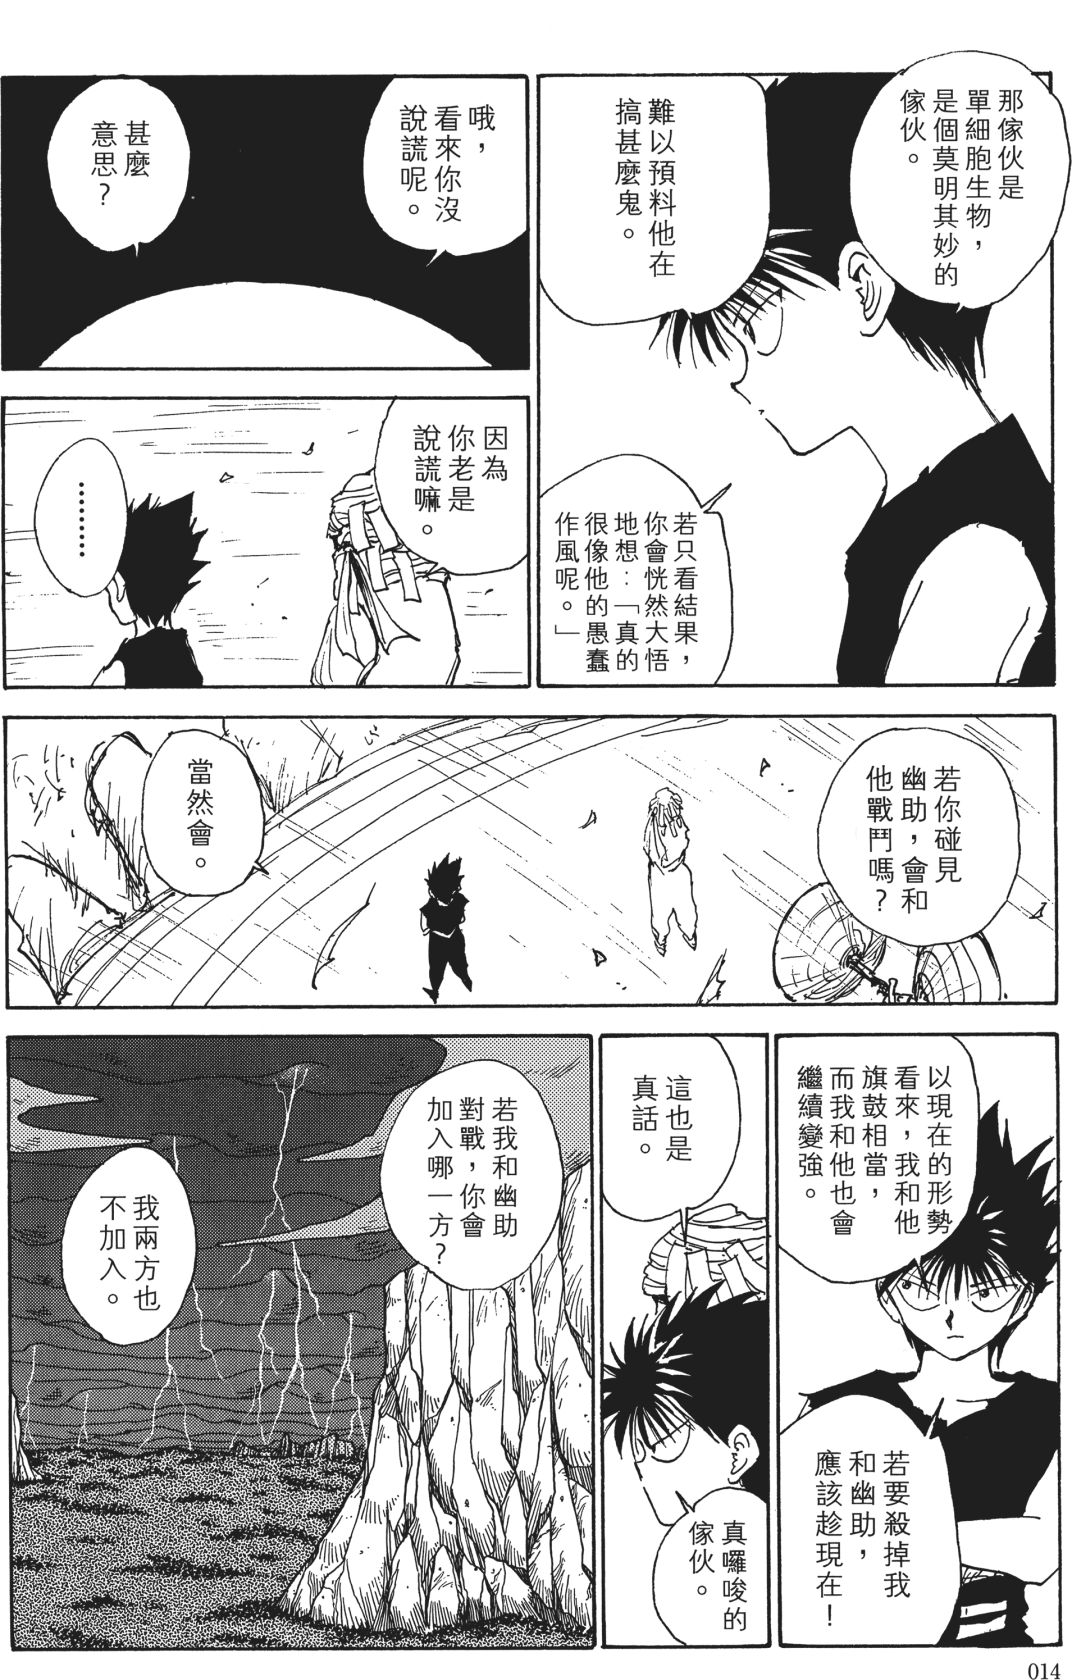 那傢伙是
單細胞生物，
是個莫明其妙的
傢伙。
難以預料他在
搞甚麼鬼。
若只看結果，
你會恍然大悟
地想：「真的
很像他的愚蠢
作風呢。」
哦，
看來你沒
說謊呢。
甚麼
意思？
因為
你老是
說謊嘛。
………
若你碰見
幽助，會和
他戰鬥嗎？
當然會。
以現在的形勢
看來，我和他
旗鼓相當，
而我和他也會
繼續變強。
若要殺掉我
和幽助，
應該趁現在！
這也是
真話。
真囉唆的
傢伙。
若我和幽助
對戰，你會
加入哪一方？
我兩方也
不加入。
014